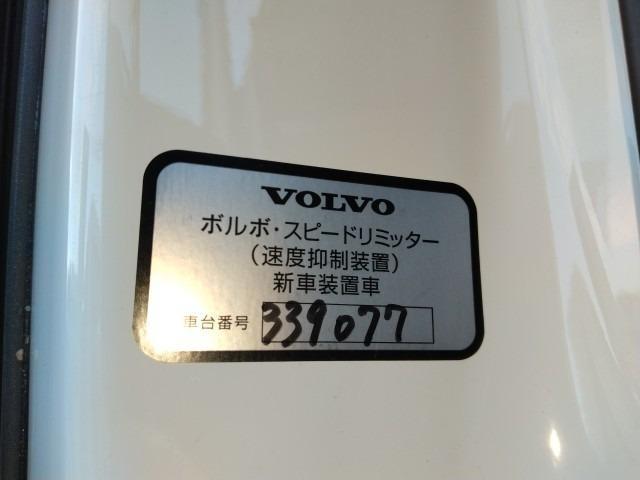 VOLVO
ボルボ・スピードリミッター
（速度抑制装置）
新車装置車
車台番号 339077